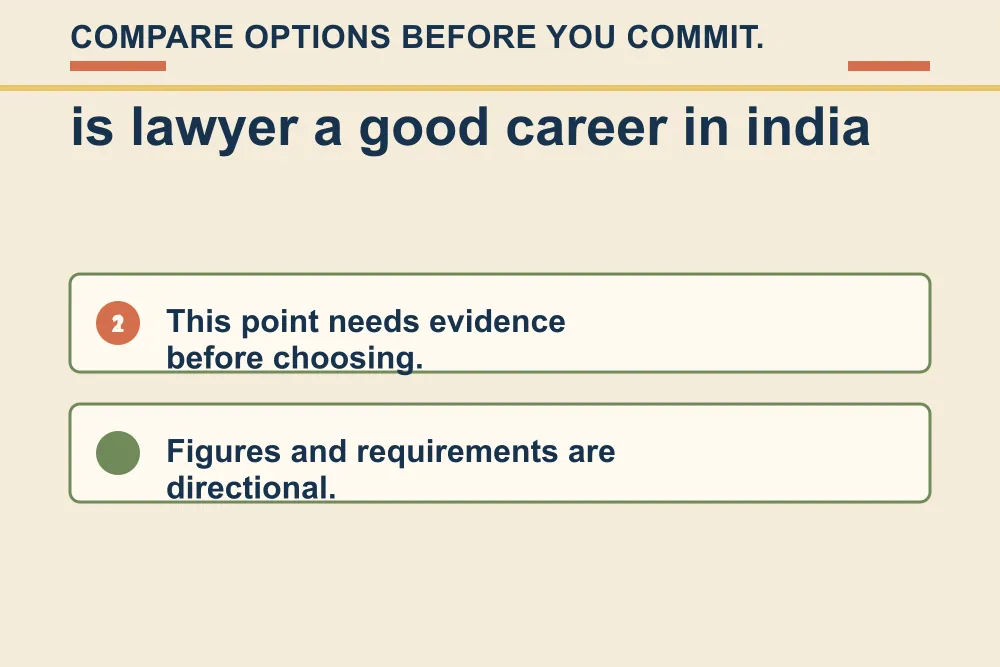 COMPARE OPTIONS BEFORE YOU COMMIT.
is lawyer a good career in india
2
This point needs evidence
before choosing.
Figures and requirements are
directional.